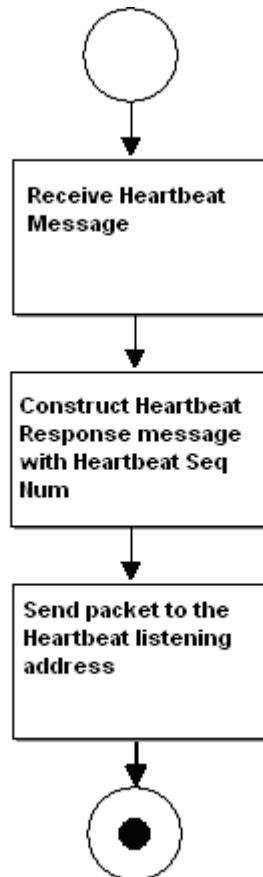 Receive Heartbeat
Message
Construct Heartbeat
Response message
with Heartbeat Seq
Num
Send packet to the
Heartbeat listening
address